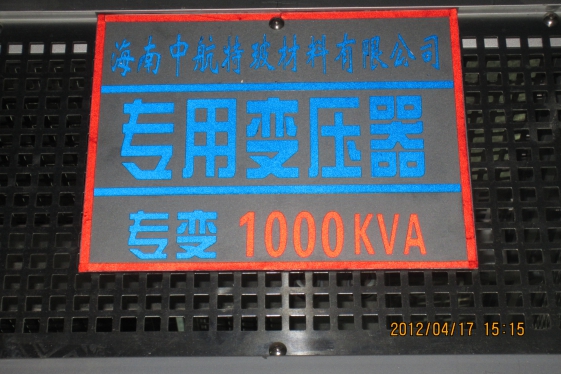 海南中航特玻材料有限公司
专用变压器
专变 1000KVA
2012/04/17 15:15